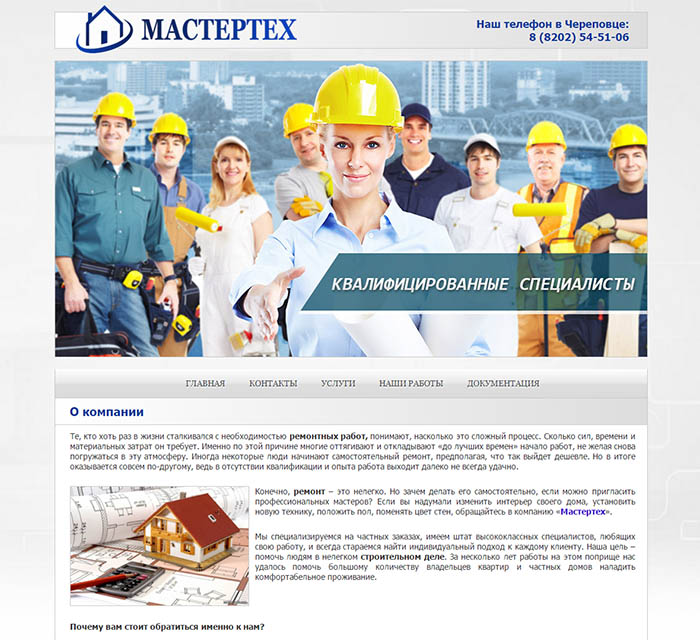 МАСТЕРТЕХ
Наш телефон в Череповце:
8 (8202) 54-51-06
КВАЛИФИЦИРОВАННЫЕ СПЕЦИАЛИСТЫ
ГЛАВНАЯ КОНТАКТЫ УСЛУГИ НАШИ РАБОТЫ ДОКУМЕНТАЦИЯ
О компании
Те, кто хоть раз в жизни сталкивался с необходимостью ремонтных работ, понимают, насколько это сложный процесс. Сколько сил, времени и
материальных затрат он требует. Именно по этой причине многие оттягивают и откладывают «до лучших времен» начало работ, не желая снова
погружаться в эту атмосферу. Иногда некоторые люди начинают самостоятельный ремонт, предполагая, что так выйдет дешевле. Но в итоге
оказывается совсем по-другому, ведь в отсутствии квалификации и опыта работа выходит далеко не всегда удачно.
Конечно, ремонт – это нелегко. Но зачем делать его самостоятельно, если можно пригласить
профессиональных мастеров? Если вы надумали изменить интерьер своего дома, установить
новую технику, положить пол, поменять цвет стен, обращайтесь в компанию «Мастертех».
Мы специализируемся на частных заказах, имеем штат высококлассных специалистов, любящих
свою работу, и всегда стараемся найти индивидуальный подход к каждому клиенту. Наша цель –
помочь людям в нелегком строительном деле. За несколько лет работы на этом поприще нас
удалось помочь большому количеству владельцев квартир и частных домов наладить
комфортабельное проживание.
Почему вам стоит обратиться именно к нам?